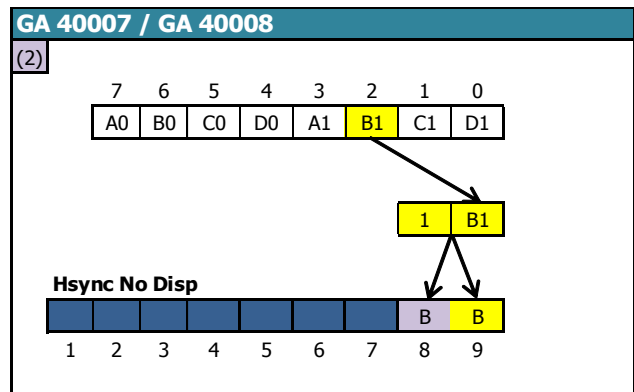 GA 40007 / GA 40008
(2)
7 6 5 4 3 2 1 0
A0 B0 C0 D0 A1 B1 C1 D1
1 B1
Hsync No Disp
B B
1 2 3 4 5 6 7 8 9